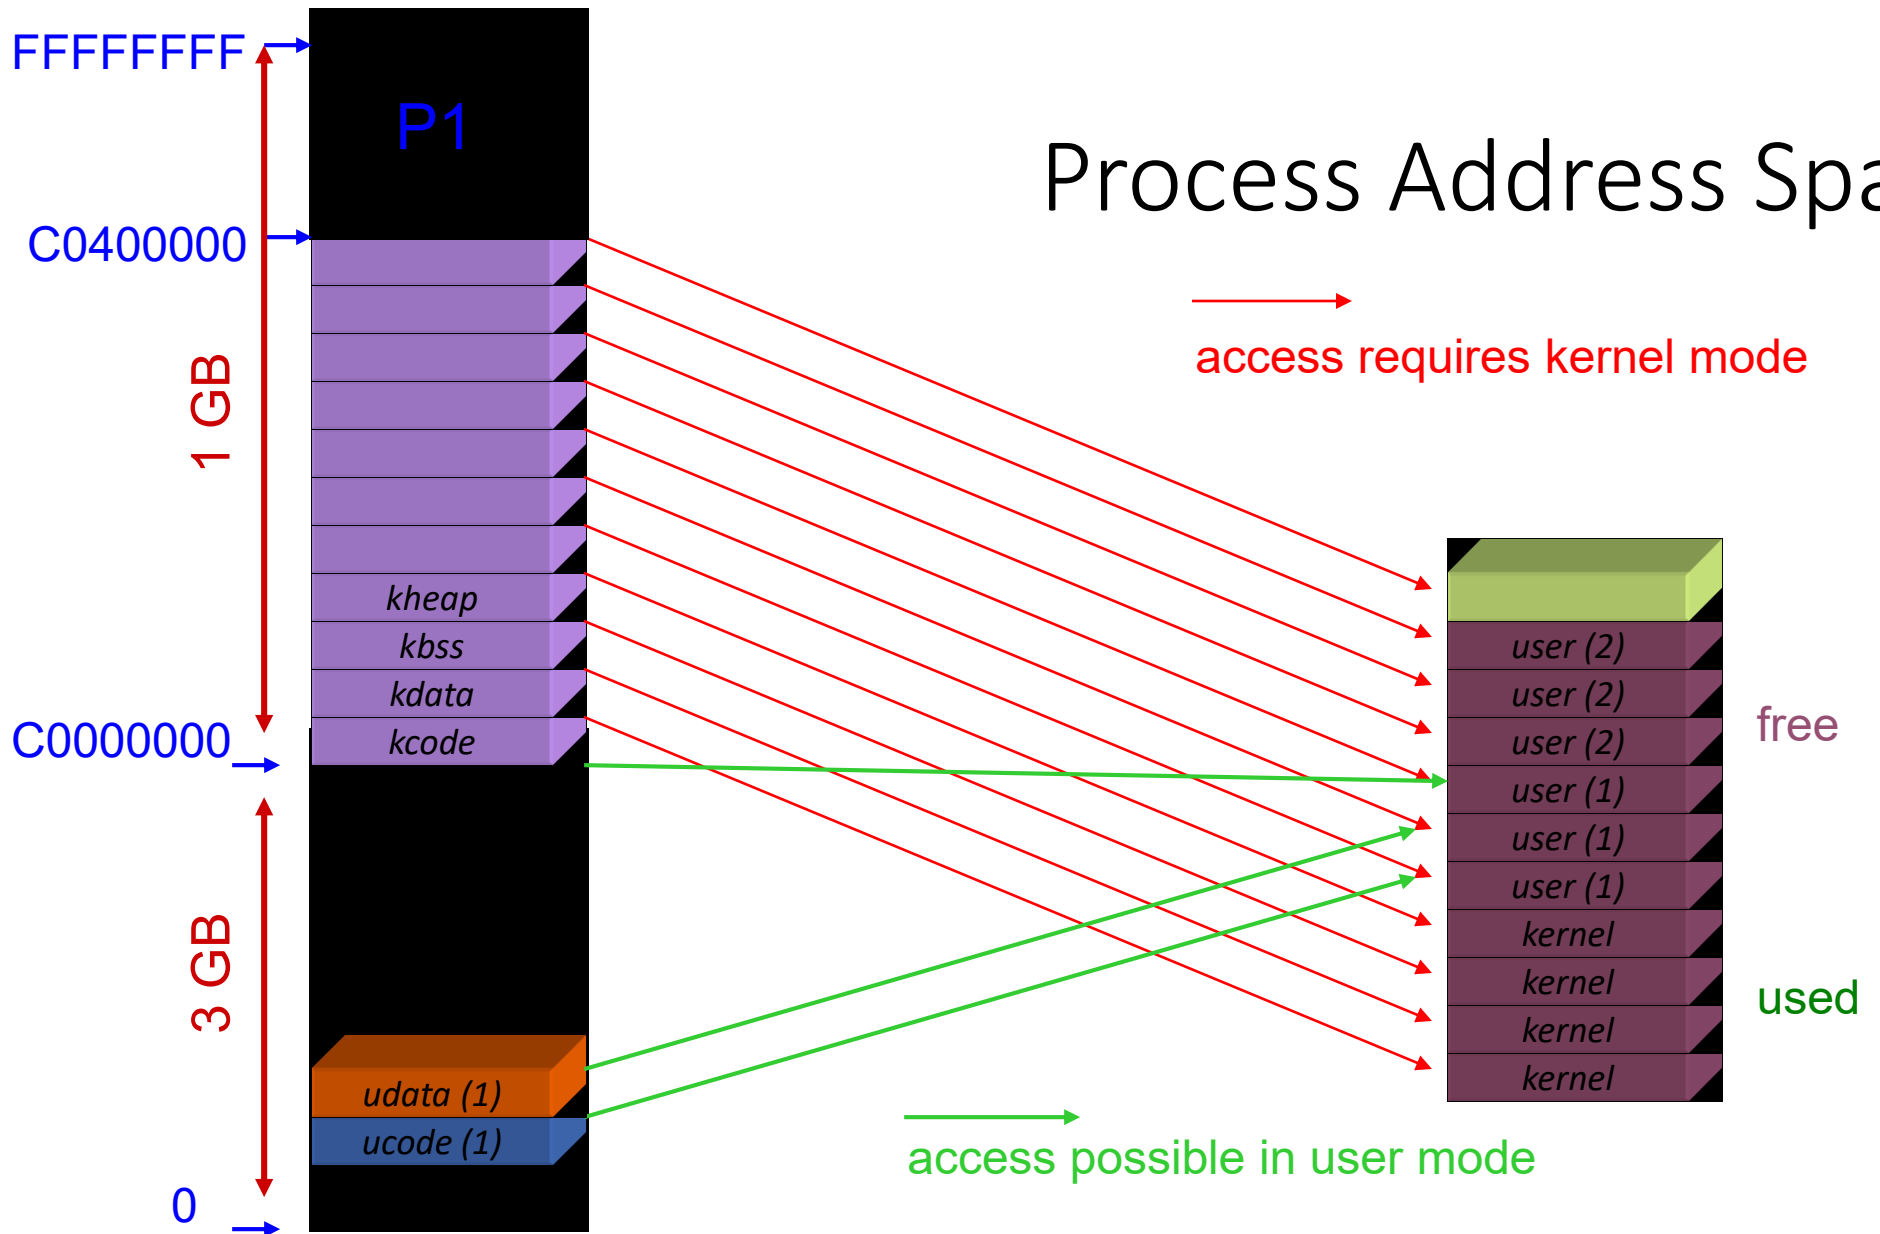 FFFFFFFF
P1
Process Address Spa
C0400000
access requires kernel mode
1 GB
kheap
kbss
kdata
kcode
C0000000
user (2)
user (2)
user (2)
user (1)
user (1)
user (1)
kernel
kernel
kernel
kernel
free
used
3 GB
udata (1)
ucode (1)
access possible in user mode
0